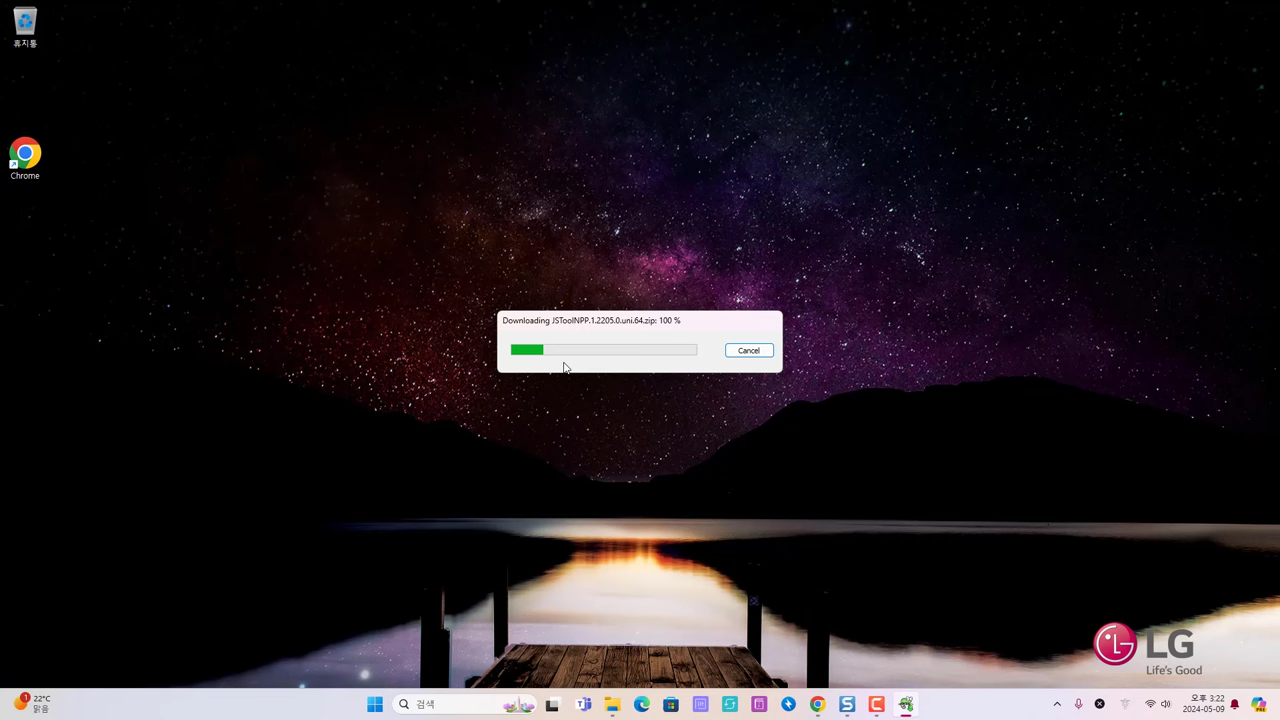 휴지통
Chrome
Downloading JSToolNPP.1.2205.0.uni.64.zip: 100 %
Cancel
LG
Life's Good
1
22°C
맑음
검색
오후 3:22
2024-05-09